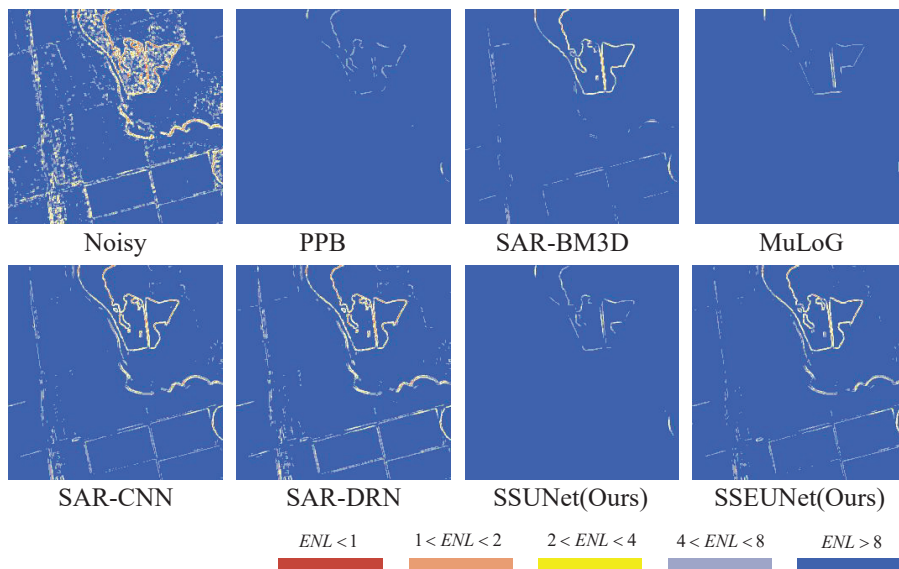 Noisy PPB SAR-BM3D MuLoG
SAR-CNN SAR-DRN SSUNet(Ours) SSEUNet(Ours)
ENL < 1 1 < ENL < 2 2 < ENL < 4 4 < ENL < 8 ENL > 8